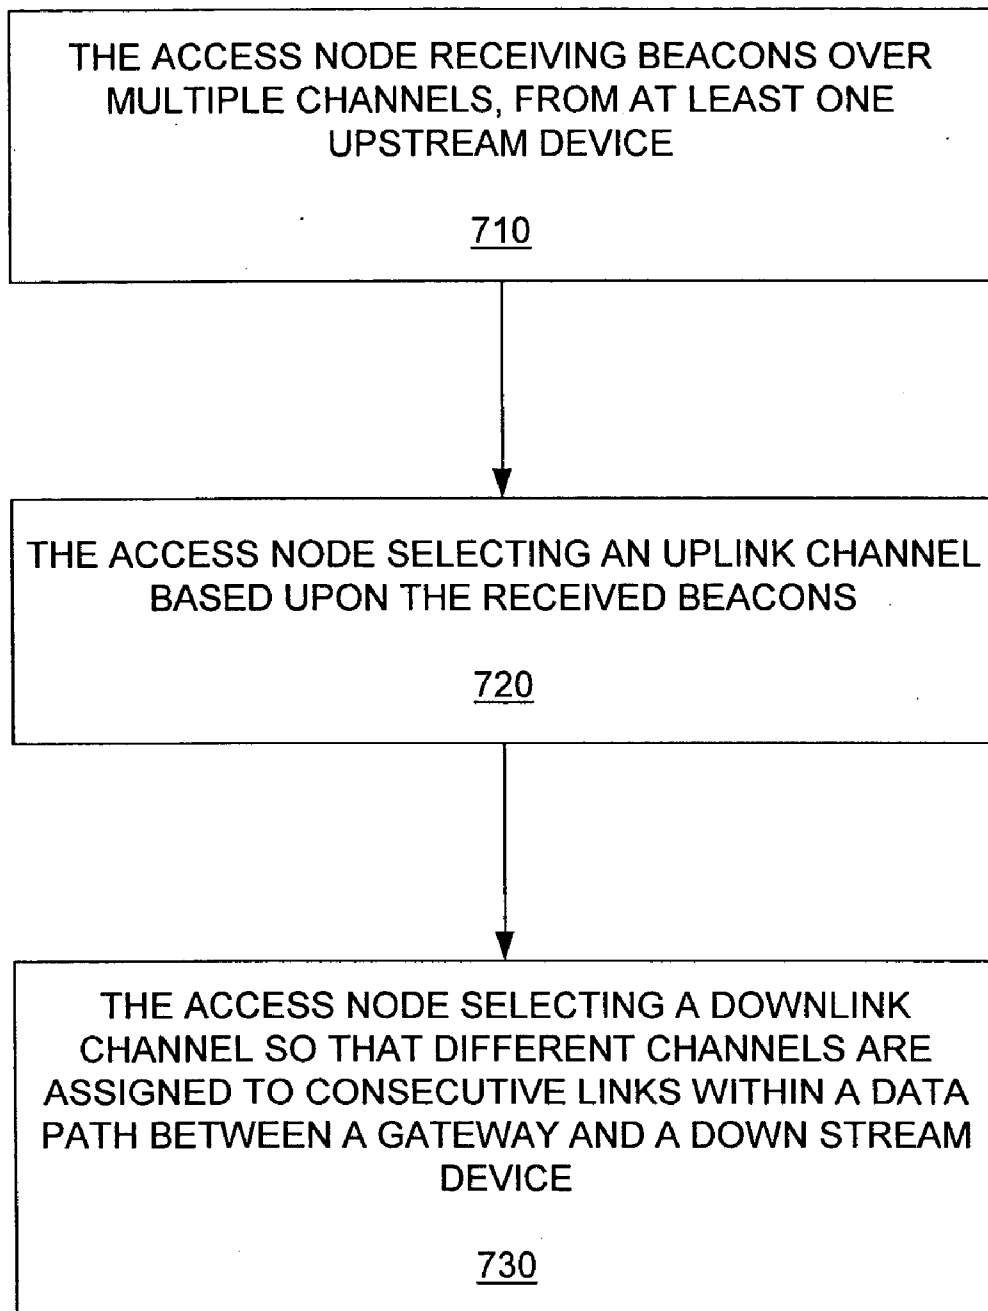 THE ACCESS NODE RECEIVING BEACONS OVER
MULTIPLE CHANNELS, FROM AT LEAST ONE
UPSTREAM DEVICE
710
THE ACCESS NODE SELECTING AN UPLINK CHANNEL
BASED UPON THE RECEIVED BEACONS
720
THE ACCESS NODE SELECTING A DOWNLINK
CHANNEL SO THAT DIFFERENT CHANNELS ARE
ASSIGNED TO CONSECUTIVE LINKS WITHIN A DATA
PATH BETWEEN A GATEWAY AND A DOWN STREAM
DEVICE
730